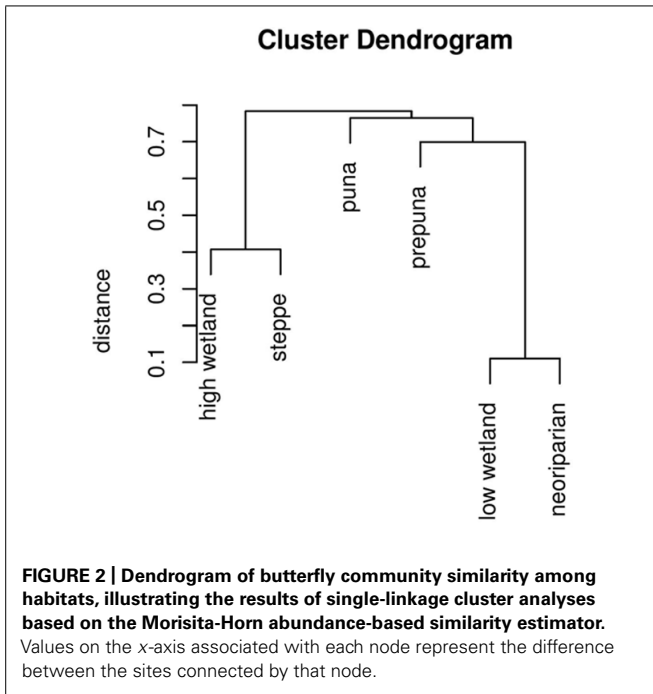 Cluster Dendrogram
distance
0.1 0.3 0.5 0.7
high wetland
steppe
puna
prepuna
low wetland
neoriparian
FIGURE 2 | Dendrogram of butterfly community similarity among
habitats, illustrating the results of single-linkage cluster analyses
based on the Morisita-Horn abundance-based similarity estimator.
Values on the x-axis associated with each node represent the difference
between the sites connected by that node.